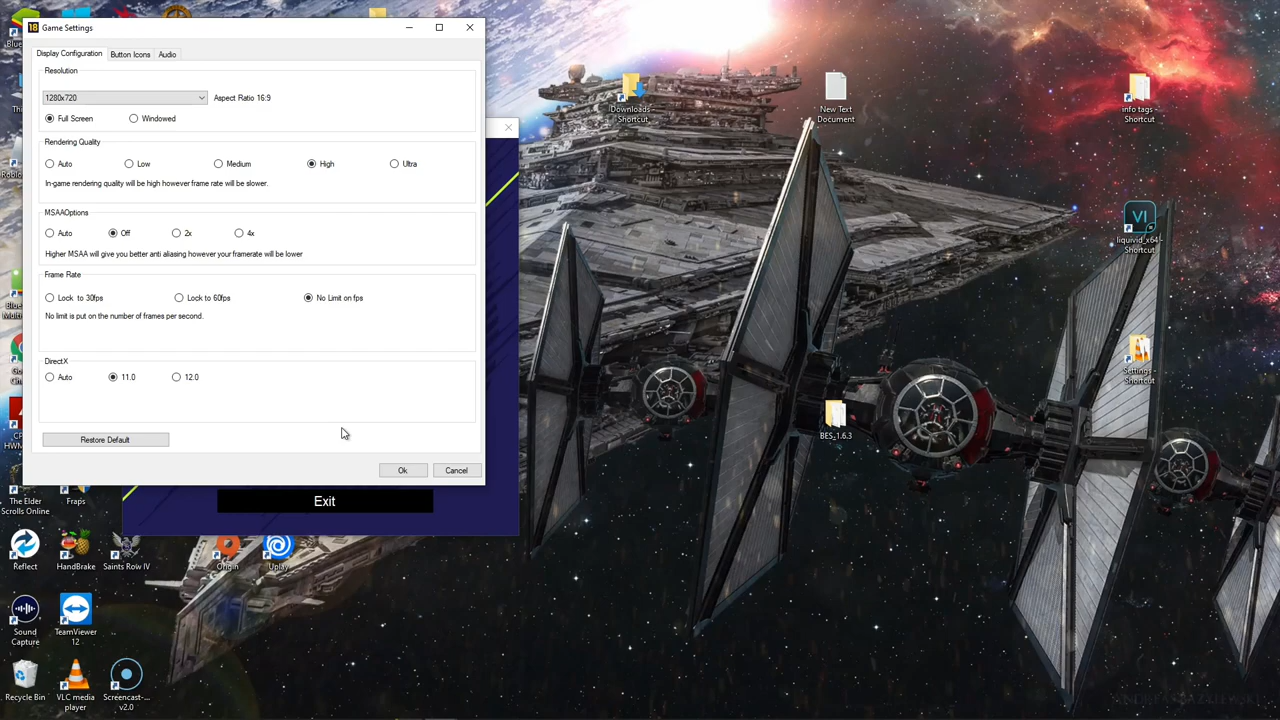 18 Game Settings
Display Configuration Button Icons Audio
Resolution
1280x720 Aspect Ratio 16:9
Full Screen Windowed
Rendering Quality
Auto Low Medium High Ultra
In-game rendering quality will be high however frame rate will be slower.
MSAAOptions
Auto Off 2x 4x
Higher MSAA will give you better anti aliasing however your framerate will be lower
Frame Rate
Lock to 30fps Lock to 60fps No Limit on fps
No limit is put on the number of frames per second.
DirectX
Auto 11.0 12.0
Restore Default
Ok Cancel
Exit
Downloads -
Shortcut
New Text
Document
info tags -
Shortcut
VI
liquivid_x64 -
Shortcut
Settings -
Shortcut
BES_1.6.3
The Elder
Scrolls Online
Fraps
Reflect
HandBrake
Saints Row IV
Origin
Uplay
Sound
Capture
TeamViewer
12
Recycle Bin
VLC media
player
Screencast-...
v2.0